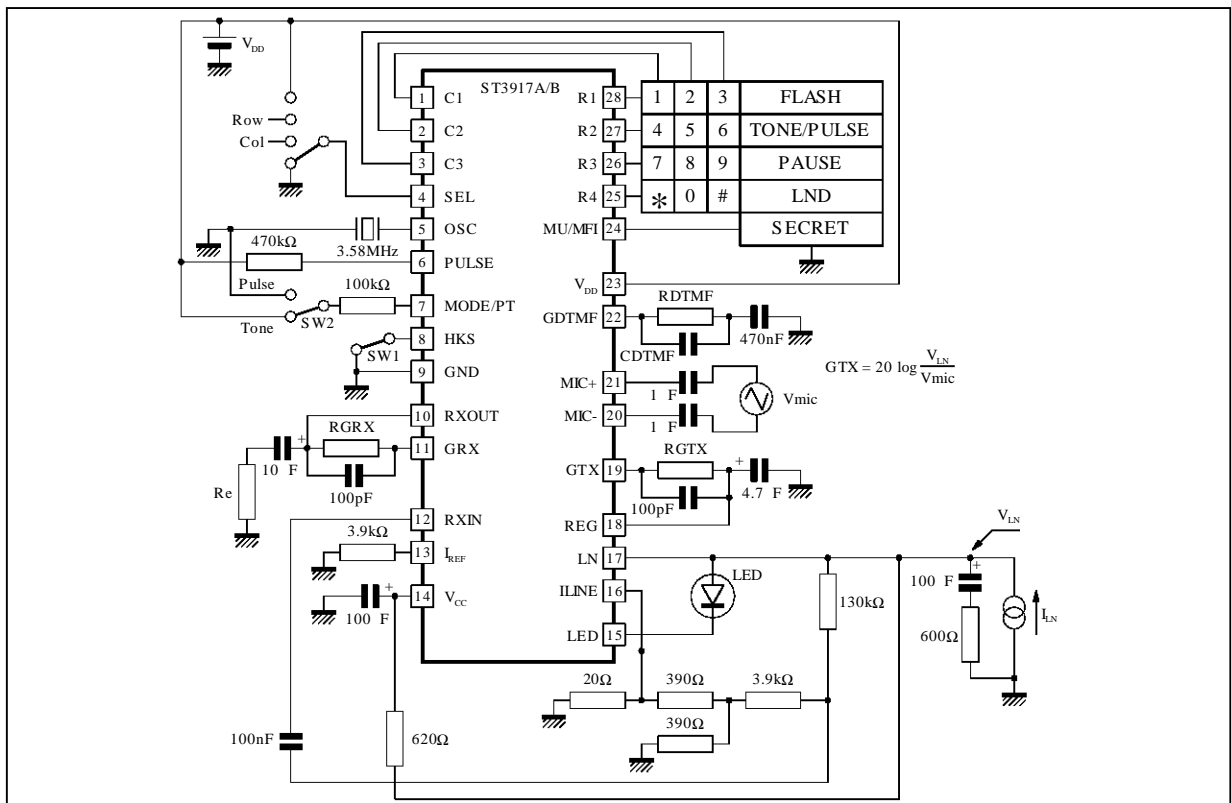 V_DD
ST3917A/B
Row
Col
1 C1
2 C2
3 C3
4 SEL
5 OSC
6 PULSE
7 MODE/PT
8 HKS
9 GND
10 RXOUT
11 GRX
12 RXIN
13 I_REF
14 V_CC
R1 28
R2 27
R3 26
R4 25
MU/MFI 24
V_DD 23
GDTMF 22
MIC+ 21
MIC- 20
GTX 19
REG 18
LN 17
ILINE 16
LED 15
1 2 3 FLASH
4 5 6 TONE/PULSE
7 8 9 PAUSE
* 0 # LND
SECRET
3.58MHz
470kΩ
Pulse
100kΩ
Tone
SW2
SW1
RGRX
10 F
+
100pF
Re
3.9kΩ
+
100 F
100nF
620Ω
RDTMF
CDTMF
470nF
GTX = 20 log V_LN
Vmic
1 F
Vmic
1 F
RGTX
+
100pF
4.7 F
V_LN
LED
130kΩ
+
100 F
600Ω
I_LN
20Ω
390Ω
3.9kΩ
390Ω